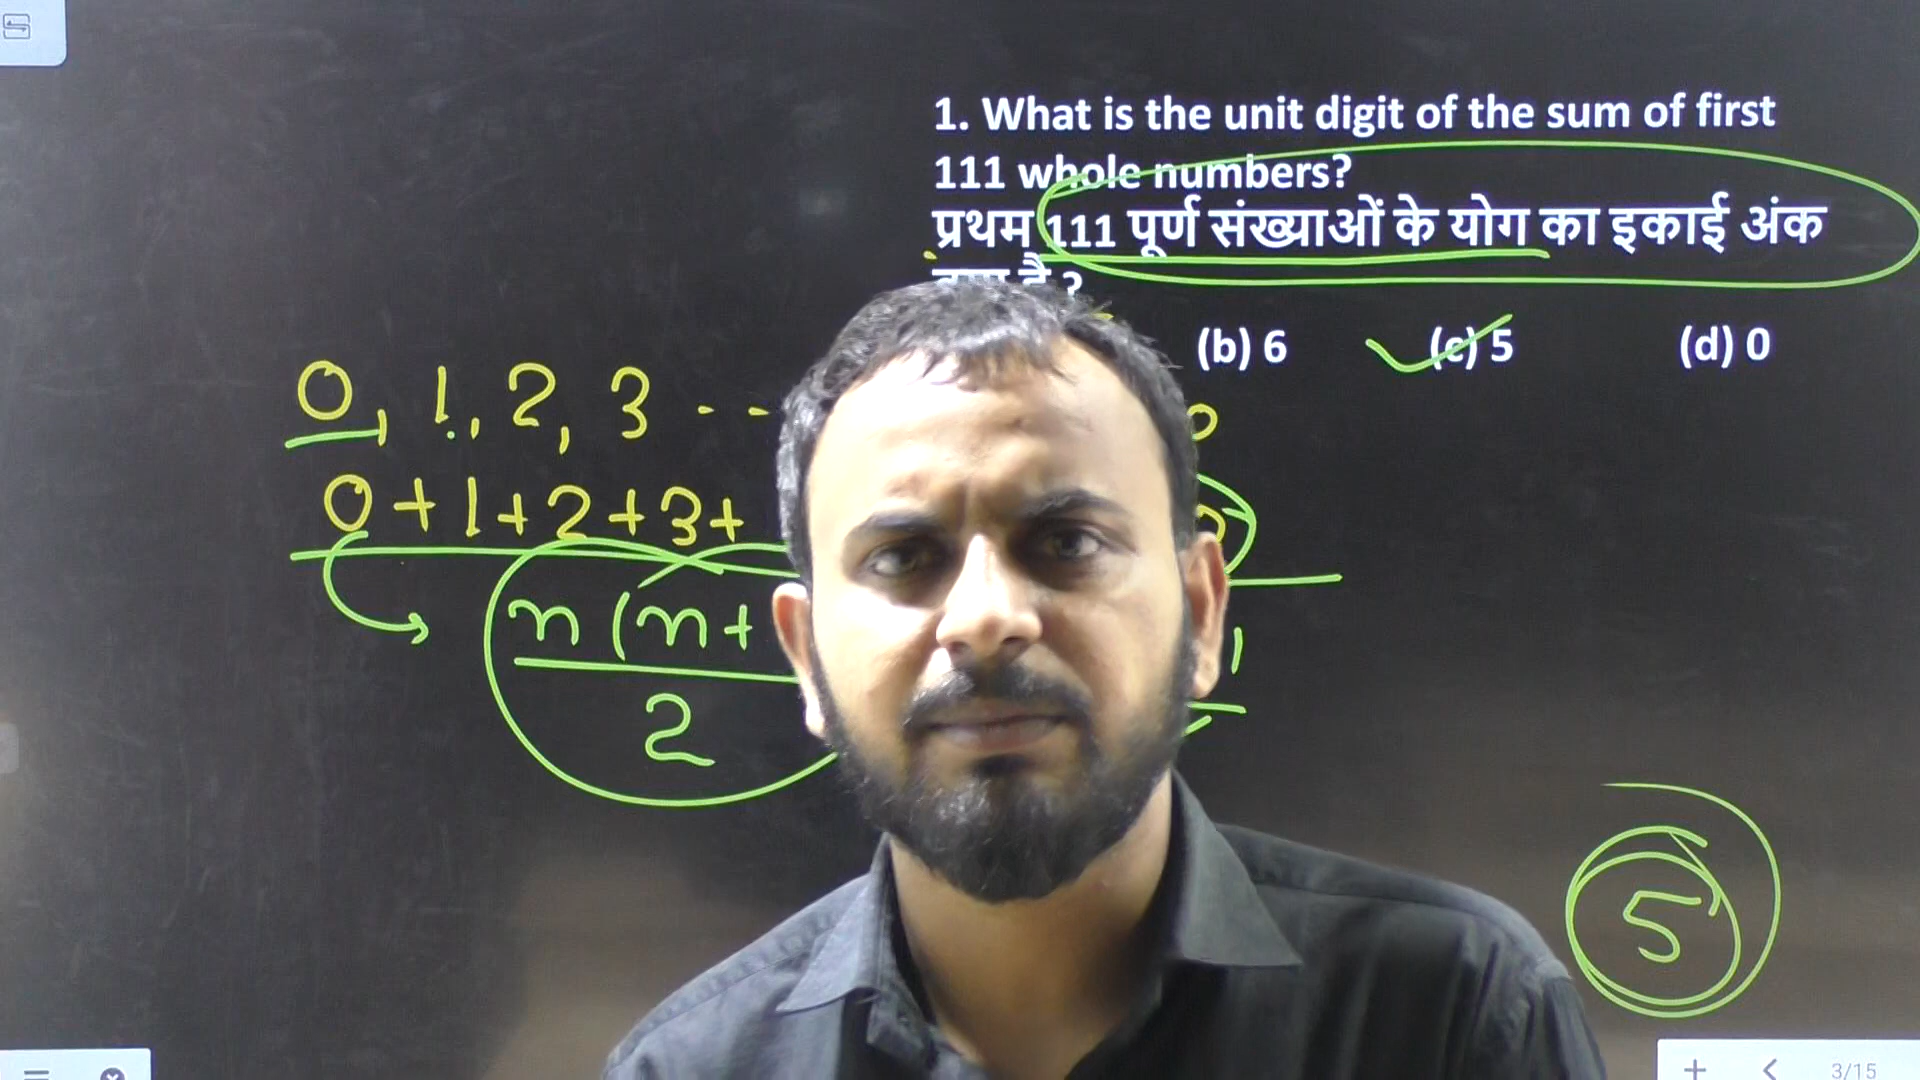 1. What is the unit digit of the sum of first
111 whole numbers?
प्रथम 111 पूर्ण संख्याओं के योग का इकाई अंक
है ?
(b) 6 (c) 5 (d) 0
0, 1, 2, 3 - -
0 + 1 + 2 + 3 +
n (n +
2
1
5
3/15